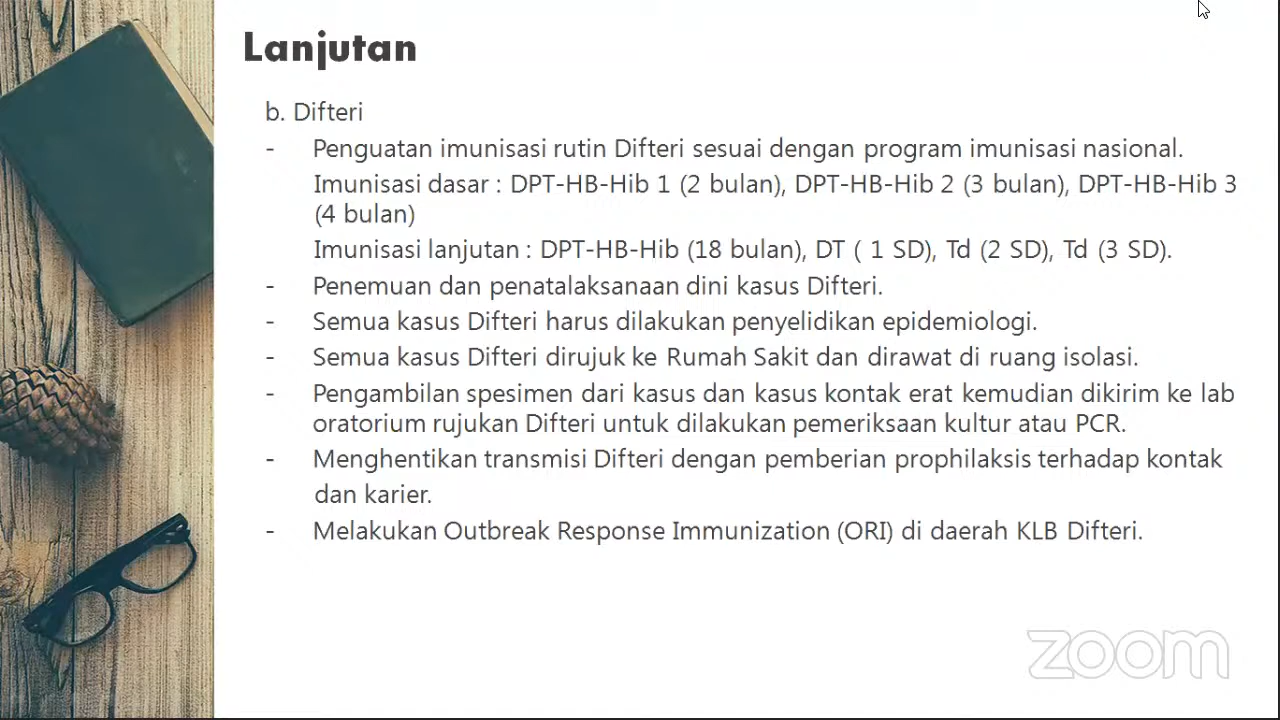 Lanjutan
b. Difteri
- Penguatan imunisasi rutin Difteri sesuai dengan program imunisasi nasional.
Imunisasi dasar : DPT-HB-Hib 1 (2 bulan), DPT-HB-Hib 2 (3 bulan), DPT-HB-Hib 3
(4 bulan)
Imunisasi lanjutan : DPT-HB-Hib (18 bulan), DT ( 1 SD), Td (2 SD), Td (3 SD).
- Penemuan dan penatalaksanaan dini kasus Difteri.
- Semua kasus Difteri harus dilakukan penyelidikan epidemiologi.
- Semua kasus Difteri dirujuk ke Rumah Sakit dan dirawat di ruang isolasi.
- Pengambilan spesimen dari kasus dan kasus kontak erat kemudian dikirim ke lab
oratorium rujukan Difteri untuk dilakukan pemeriksaan kultur atau PCR.
- Menghentikan transmisi Difteri dengan pemberian prophilaksis terhadap kontak
dan karier.
- Melakukan Outbreak Response Immunization (ORI) di daerah KLB Difteri.
zoom